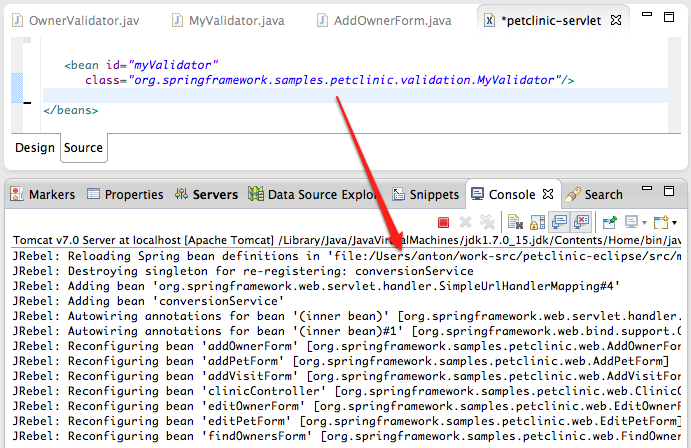 OwnerValidator.jav
MyValidator.java
AddOwnerForm.java
*petclinic-servlet
<bean id="myValidator"
class="org.springframework.samples.petclinic.validation.MyValidator"/>
</beans>
Design
Source
Markers
Properties
Servers
Data Source Explor
Snippets
Console
Search
Tomcat v7.0 Server at localhost [Apache Tomcat] /Library/Java/JavaVirtualMachines/jdk1.7.0_15.jdk/Contents/Home/bin/jav
JRebel: Reloading Spring bean definitions in 'file:/Users/anton/work-src/petclinic-eclipse/src/m
JRebel: Destroying singleton for re-registering: conversionService
JRebel: Adding bean 'org.springframework.web.servlet.handler.SimpleUrlHandlerMapping#4'
JRebel: Adding bean 'conversionService'
JRebel: Autowiring annotations for bean '(inner bean)' [org.springframework.web.servlet.handler.
JRebel: Autowiring annotations for bean '(inner bean)#1' [org.springframework.web.bind.support.C
JRebel: Reconfiguring bean 'addOwnerForm' [org.springframework.samples.petclinic.web.AddOwnerFor
JRebel: Reconfiguring bean 'addPetForm' [org.springframework.samples.petclinic.web.AddPetForm]
JRebel: Reconfiguring bean 'addVisitForm' [org.springframework.samples.petclinic.web.AddVisitFor
JRebel: Reconfiguring bean 'clinicController' [org.springframework.samples.petclinic.web.ClinicC
JRebel: Reconfiguring bean 'editOwnerForm' [org.springframework.samples.petclinic.web.EditOwnerF
JRebel: Reconfiguring bean 'editPetForm' [org.springframework.samples.petclinic.web.EditPetForm]
JRebel: Reconfiguring bean 'findOwnersForm' [org.springframework.samples.petclinic.web.FindOwne